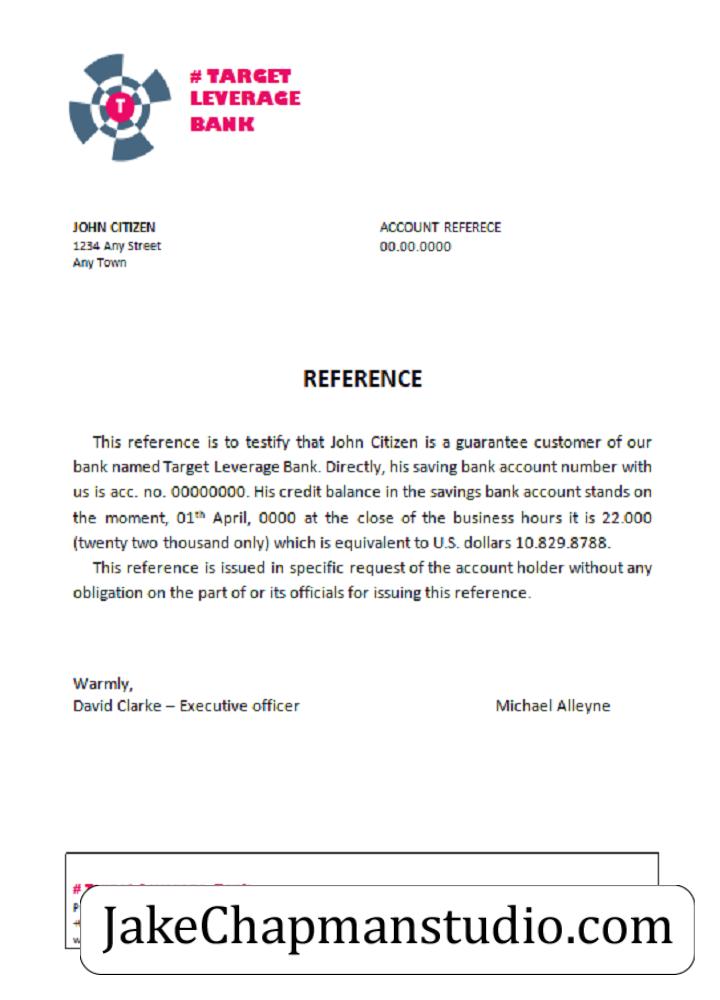 T
# TARGET
LEVERAGE
BANK
JOHN CITIZEN
1234 Any Street
Any Town
ACCOUNT REFERECE
00.00.0000
REFERENCE
This reference is to testify that John Citizen is a guarantee customer of our
bank named Target Leverage Bank. Directly, his saving bank account number with
us is acc. no. 00000000. His credit balance in the savings bank account stands on
the moment, 01th April, 0000 at the close of the business hours it is 22.000
(twenty two thousand only) which is equivalent to U.S. dollars 10.829.8788.
This reference is issued in specific request of the account holder without any
obligation on the part of or its officials for issuing this reference.
Warmly,
David Clarke – Executive officer
Michael Alleyne
JakeChapmanstudio.com